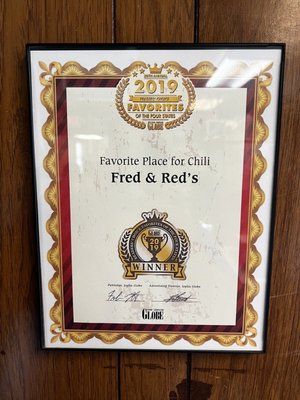 2019
FAVORITES
OF THE FOUR STATES
GLOBE
Favorite Place for Chili
Fred & Red's
2019
WINNER
Publisher, Joplin Globe
Advertising Director, Joplin Globe
GLOBE